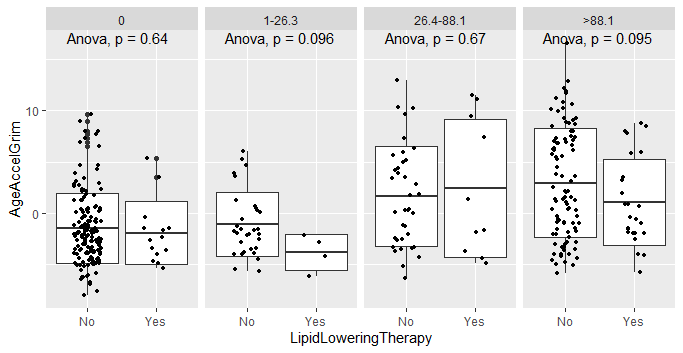 0 1-26.3 26.4-88.1 >88.1
Anova, p = 0.64 Anova, p = 0.096 Anova, p = 0.67 Anova, p = 0.095
10
0
AgeAccelGrim
No Yes No Yes No Yes No Yes
LipidLoweringTherapy